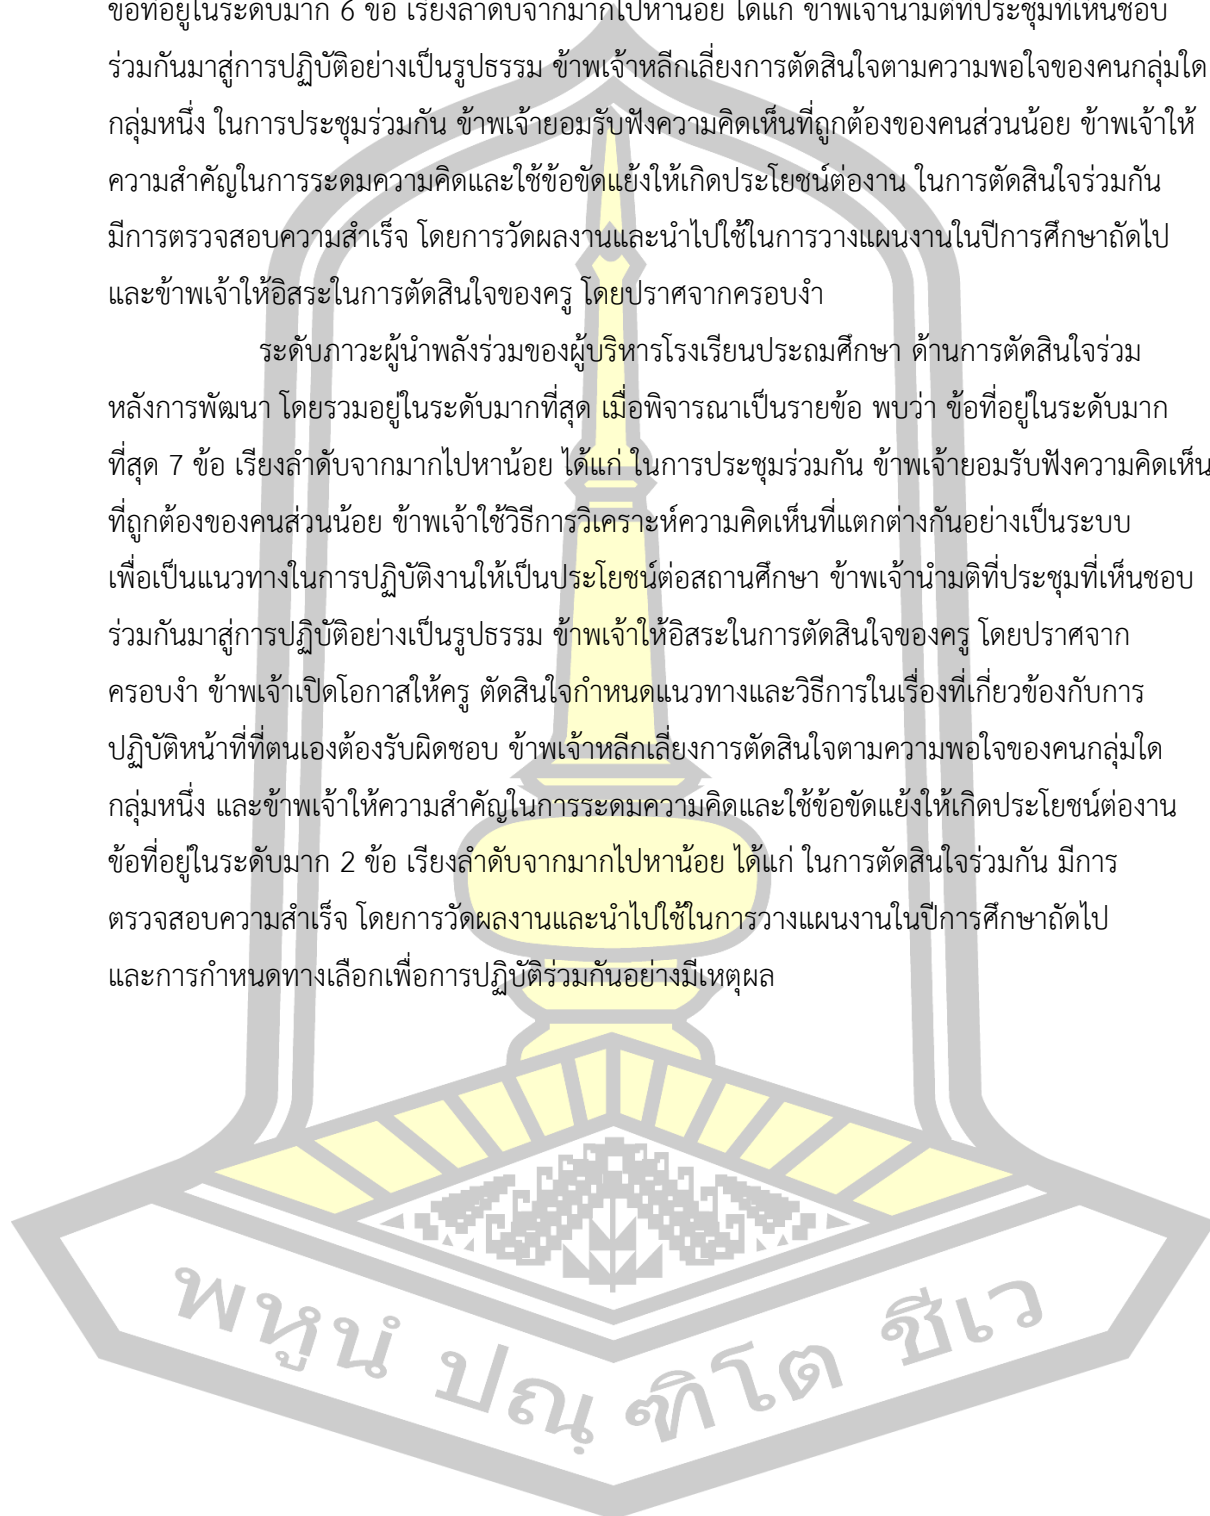 ข้อที่อยู่ในระดับมาก 6 ข้อ เรียงลำดับจากมากไปหาน้อย ได้แก่ ข้าพเจ้านำมติที่ประชุมที่เห็นชอบ
ร่วมกันมาสู่การปฏิบัติอย่างเป็นรูปธรรม ข้าพเจ้าหลีกเลี่ยงการตัดสินใจตามความพอใจของคนกลุ่มใด
กลุ่มหนึ่ง ในการประชุมร่วมกัน ข้าพเจ้ายอมรับฟังความคิดเห็นที่ถูกต้องของคนส่วนน้อย ข้าพเจ้าให้
ความสำคัญในการระดมความคิดและใช้ข้อขัดแย้งให้เกิดประโยชน์ต่องาน ในการตัดสินใจร่วมกัน
มีการตรวจสอบความสำเร็จ โดยการวัดผลงานและนำไปใช้ในการวางแผนงานในปีการศึกษาถัดไป
และข้าพเจ้าให้อิสระในการตัดสินใจของครู โดยปราศจากครอบงำ
ระดับภาวะผู้นำพลังร่วมของผู้บริหารโรงเรียนประถมศึกษา ด้านการตัดสินใจร่วม
หลังการพัฒนา โดยรวมอยู่ในระดับมากที่สุด เมื่อพิจารณาเป็นรายข้อ พบว่า ข้อที่อยู่ในระดับมาก
ที่สุด 7 ข้อ เรียงลำดับจากมากไปหาน้อย ได้แก่ ในการประชุมร่วมกัน ข้าพเจ้ายอมรับฟังความคิดเห็น
ที่ถูกต้องของคนส่วนน้อย ข้าพเจ้าใช้วิธีการวิเคราะห์ความคิดเห็นที่แตกต่างกันอย่างเป็นระบบ
เพื่อเป็นแนวทางในการปฏิบัติงานให้เป็นประโยชน์ต่อสถานศึกษา ข้าพเจ้านำมติที่ประชุมที่เห็นชอบ
ร่วมกันมาสู่การปฏิบัติอย่างเป็นรูปธรรม ข้าพเจ้าให้อิสระในการตัดสินใจของครู โดยปราศจาก
ครอบงำ ข้าพเจ้าเปิดโอกาสให้ครู ตัดสินใจกำหนดแนวทางและวิธีการในเรื่องที่เกี่ยวข้องกับการ
ปฏิบัติหน้าที่ที่ตนเองต้องรับผิดชอบ ข้าพเจ้าหลีกเลี่ยงการตัดสินใจตามความพอใจของคนกลุ่มใด
กลุ่มหนึ่ง และข้าพเจ้าให้ความสำคัญในการระดมความคิดและใช้ข้อขัดแย้งให้เกิดประโยชน์ต่องาน
ข้อที่อยู่ในระดับมาก 2 ข้อ เรียงลำดับจากมากไปหาน้อย ได้แก่ ในการตัดสินใจร่วมกัน มีการ
ตรวจสอบความสำเร็จ โดยการวัดผลงานและนำไปใช้ในการวางแผนงานในปีการศึกษาถัดไป
และการกำหนดทางเลือกเพื่อการปฏิบัติร่วมกันอย่างมีเหตุผล
พหูนํ ปณฺ ฑิโต ชีเว